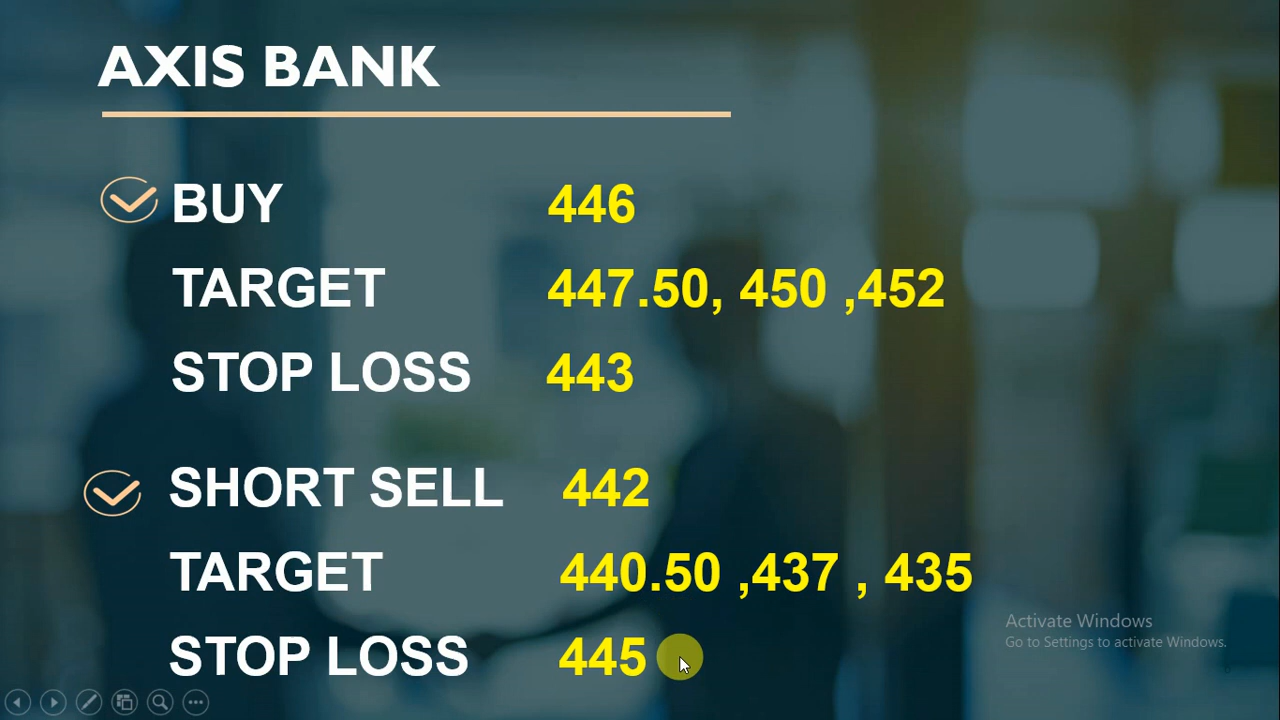 AXIS BANK
BUY 446
TARGET 447.50, 450 ,452
STOP LOSS 443
SHORT SELL 442
TARGET 440.50 ,437 , 435
STOP LOSS 445
Activate Windows
Go to Settings to activate Windows.